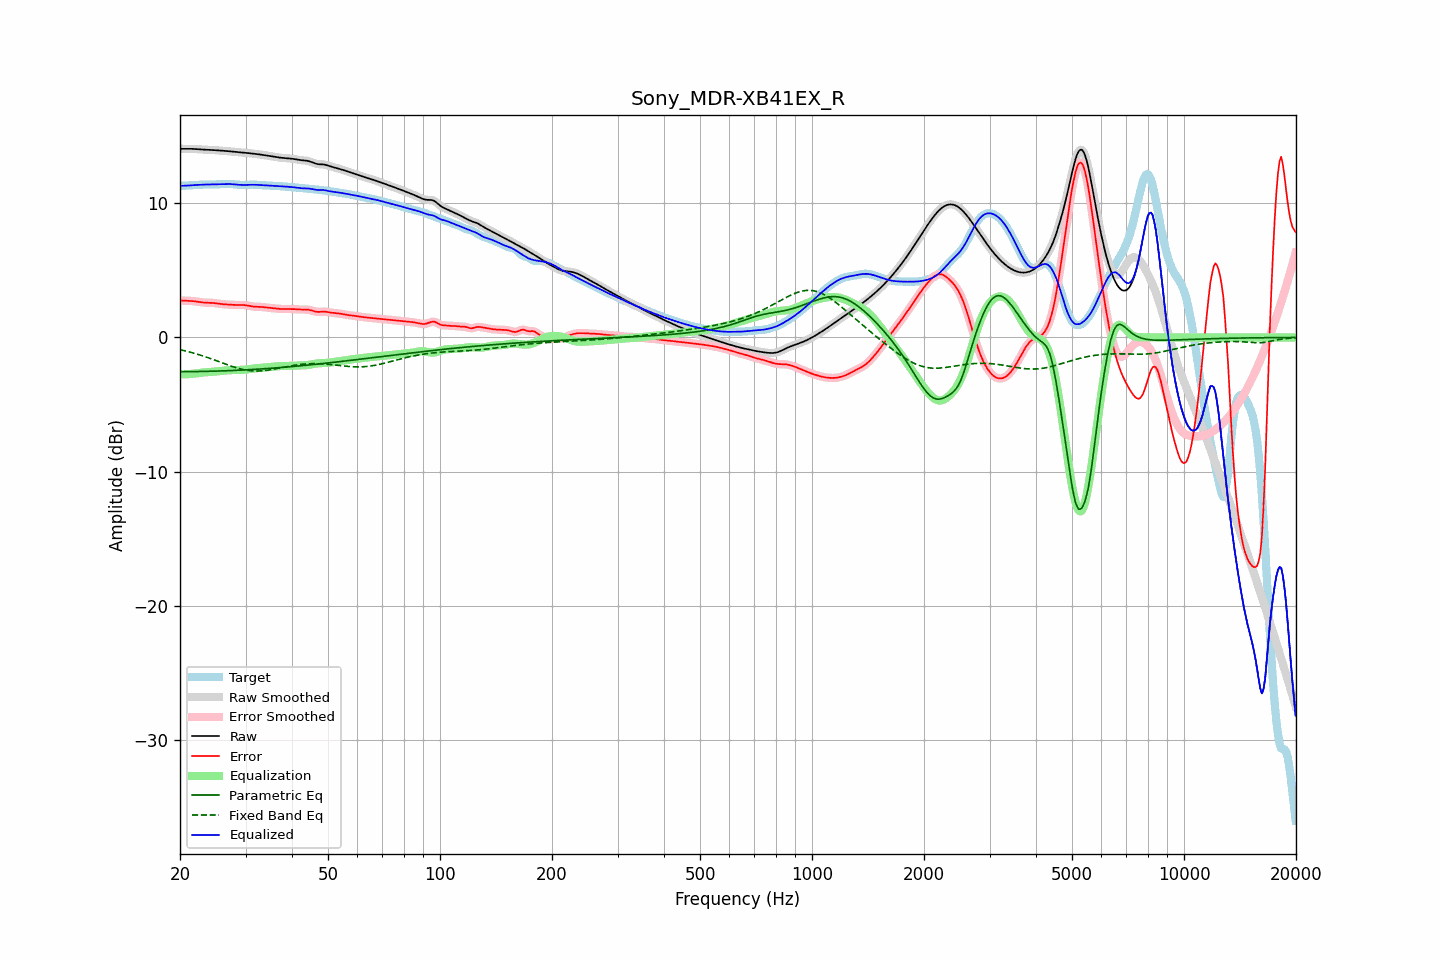 Sony_MDR-XB41EX_R
Amplitude (dBr)
10
0
−10
−20
−30
Target
Raw Smoothed
Error Smoothed
Raw
Error
Equalization
Parametric Eq
Fixed Band Eq
Equalized
20 50 100 200 500 1000 2000 5000 10000 20000
Frequency (Hz)